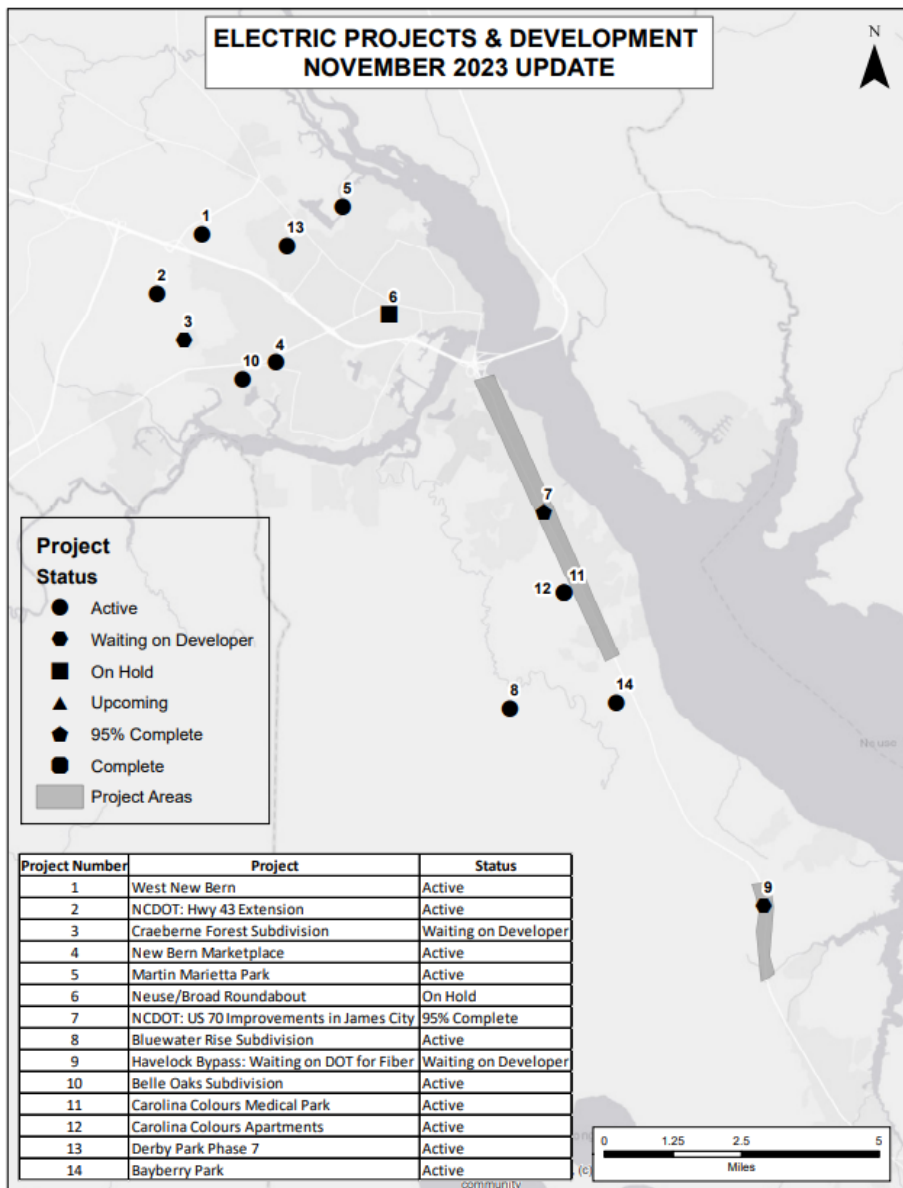 ELECTRIC PROJECTS & DEVELOPMENT
NOVEMBER 2023 UPDATE
N
5
1
13
2
6
3
4
10
7
11
12
14
8
Neuse
9
Project
Status
Active
Waiting on Developer
On Hold
Upcoming
95% Complete
Complete
Project Areas
Project Number Project Status
1 West New Bern Active
2 NCDOT: Hwy 43 Extension Active
3 Craeberne Forest Subdivision Waiting on Developer
4 New Bern Marketplace Active
5 Martin Marietta Park Active
6 Neuse/Broad Roundabout On Hold
7 NCDOT: US 70 Improvements in James City 95% Complete
8 Bluewater Rise Subdivision Active
9 Havelock Bypass: Waiting on DOT for Fiber Waiting on Developer
10 Belle Oaks Subdivision Active
11 Carolina Colours Medical Park Active
12 Carolina Colours Apartments Active
13 Derby Park Phase 7 Active
14 Bayberry Park Active
0 1.25 2.5 5
Miles
(c)
community